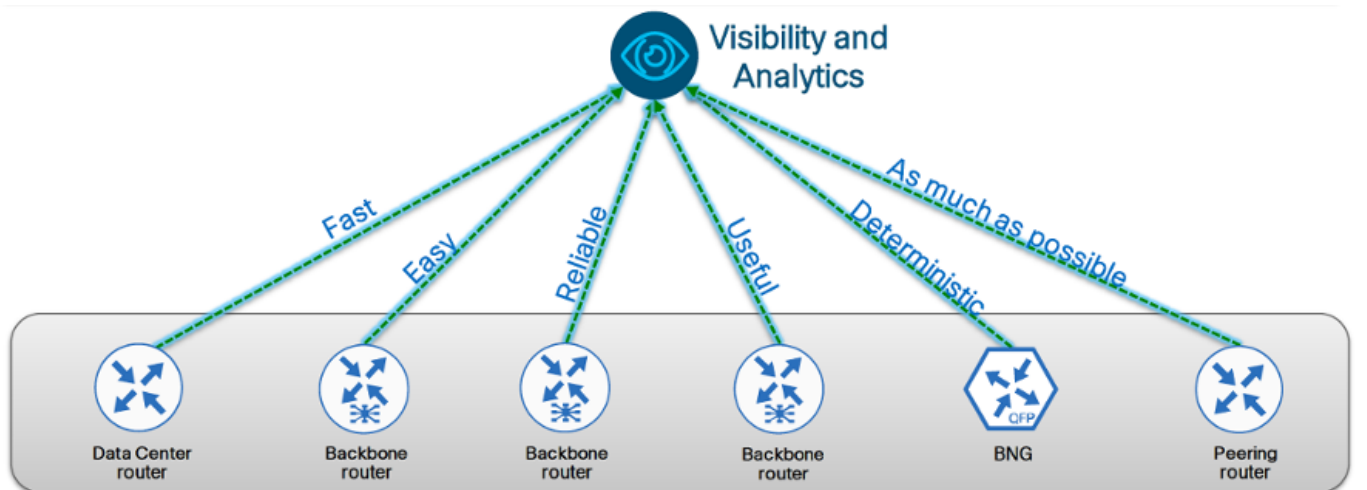 Visibility and
Analytics
Fast
Easy
Reliable
Useful
Deterministic
As much as possible
Data Center
router
Backbone
router
Backbone
router
Backbone
router
QFP
BNG
Peering
router